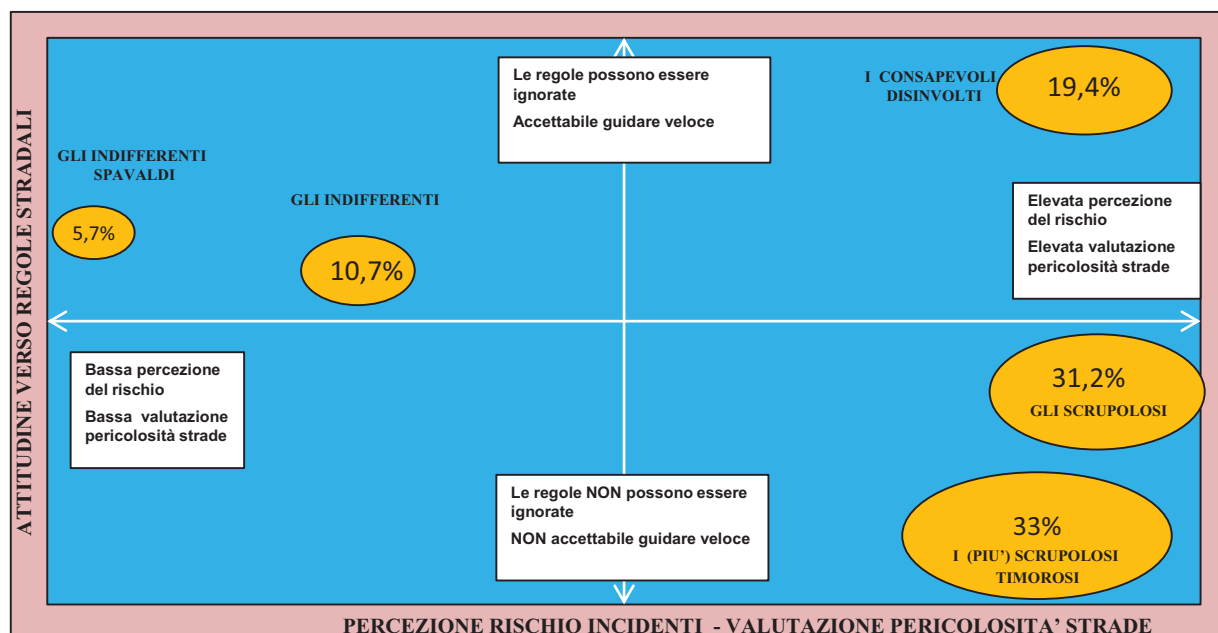 ATTITUDINE VERSO REGOLE STRADALI
Le regole possono essere
ignorate
Accettabile guidare veloce
I CONSAPEVOLI
DISINVOLTI
19,4%
GLI INDIFFERENTI
SPAVALDI
5,7%
GLI INDIFFERENTI
10,7%
Elevata percezione
del rischio
Elevata valutazione
pericolosità strade
Bassa percezione
del rischio
Bassa valutazione
pericolosità strade
31,2%
GLI SCRUPOLOSI
Le regole NON possono essere
ignorate
NON accettabile guidare veloce
33%
I (PIU’) SCRUPOLOSI
TIMOROSI
PERCEZIONE RISCHIO INCIDENTI - VALUTAZIONE PERICOLOSITA’ STRADE